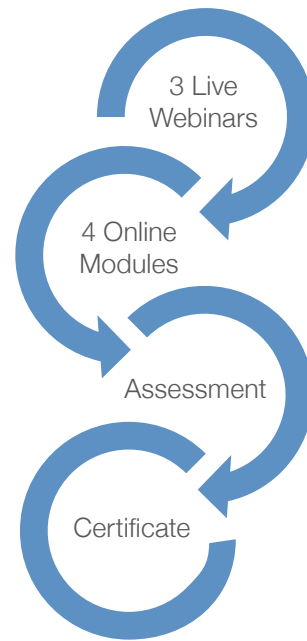 3 Live
Webinars
4 Online
Modules
Assessment
Certificate